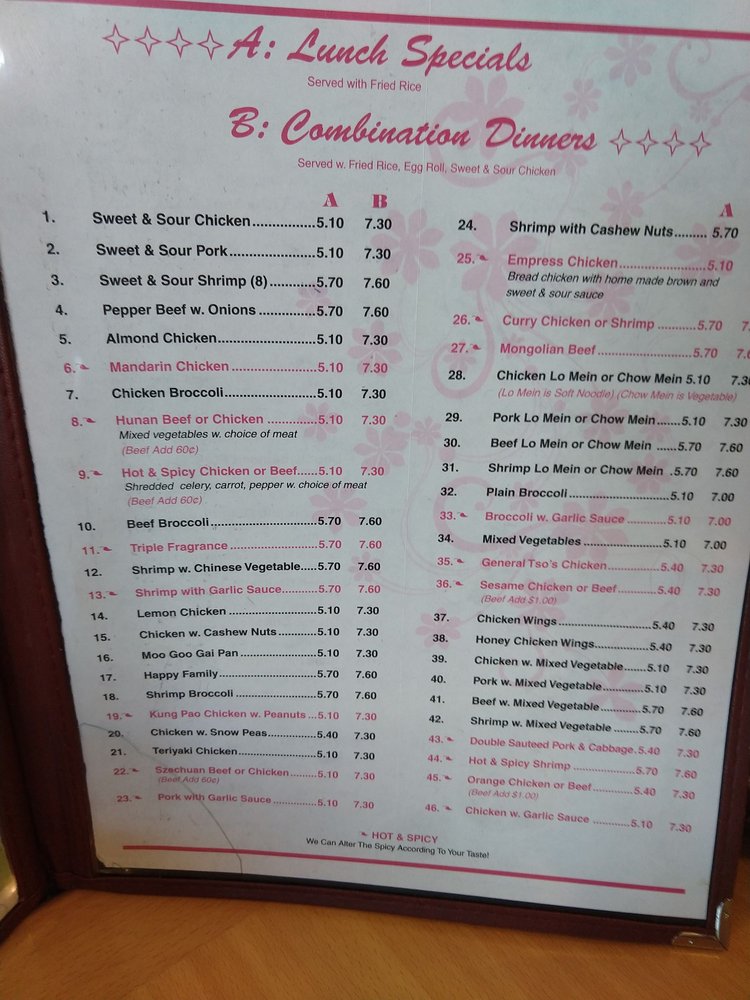 A: Lunch Specials
Served with Fried Rice
B: Combination Dinners
Served w. Fried Rice, Egg Roll, Sweet & Sour Chicken
A B
1. Sweet & Sour Chicken................5.10 7.30
2. Sweet & Sour Pork.....................5.10 7.30
3. Sweet & Sour Shrimp (8)............5.70 7.60
4. Pepper Beef w. Onions ..............5.70 7.60
5. Almond Chicken.........................5.10 7.30
6. Mandarin Chicken ......................5.10 7.30
7. Chicken Broccoli........................5.10 7.30
8. Hunan Beef or Chicken .............5.10 7.30
Mixed vegetables w. choice of meat
(Beef Add 60¢)
9. Hot & Spicy Chicken or Beef.....5.10 7.30
Shredded celery, carrot, pepper w. choice of meat
(Beef Add 60¢)
10. Beef Broccoli............................5.70 7.60
11. Triple Fragrance .......................5.70 7.60
12. Shrimp w. Chinese Vegetable.....5.70 7.60
13. Shrimp with Garlic Sauce..........5.70 7.60
14. Lemon Chicken ........................5.10 7.30
15. Chicken w. Cashew Nuts ...........5.10 7.30
16. Moo Goo Gai Pan ....................5.10 7.30
17. Happy Family...........................5.70 7.60
18. Shrimp Broccoli .......................5.70 7.60
19. Kung Pao Chicken w. Peanuts ...5.10 7.30
20. Chicken w. Snow Peas..............5.40 7.30
21. Teriyaki Chicken.......................5.10 7.30
22. Szechuan Beef or Chicken .........5.10 7.30
(Beef Add 60¢)
23. Pork with Garlic Sauce ..............5.10 7.30
A
24. Shrimp with Cashew Nuts......... 5.70
25. Empress Chicken........................5.10
Bread chicken with home made brown and
sweet & sour sauce
26. Curry Chicken or Shrimp ...........5.70
27. Mongolian Beef..........................5.70
28. Chicken Lo Mein or Chow Mein 5.10 7.30
(Lo Mein is Soft Noodle) (Chow Mein is Vegetable)
29. Pork Lo Mein or Chow Mein.......5.10 7.30
30. Beef Lo Mein or Chow Mein ......5.70 7.60
31. Shrimp Lo Mein or Chow Mein .5.70 7.60
32. Plain Broccoli............................5.10 7.00
33. Broccoli w. Garlic Sauce ............5.10 7.00
34. Mixed Vegetables .......................5.10 7.00
35. General Tso's Chicken................5.40 7.30
36. Sesame Chicken or Beef............5.40 7.30
(Beef Add $1.00)
37. Chicken Wings..........................5.40 7.30
38. Honey Chicken Wings................5.40 7.30
39. Chicken w. Mixed Vegetable.......5.10 7.30
40. Pork w. Mixed Vegetable............5.10 7.30
41. Beef w. Mixed Vegetable............5.70 7.60
42. Shrimp w. Mixed Vegetable ........5.70 7.60
43. Double Sauteed Pork & Cabbage.5.40 7.30
44. Hot & Spicy Shrimp ..................5.70 7.60
45. Orange Chicken or Beef............5.40 7.30
(Beef Add $1.00)
46. Chicken w. Garlic Sauce ...........5.10 7.30
HOT & SPICY
We Can Alter The Spicy According To Your Taste!